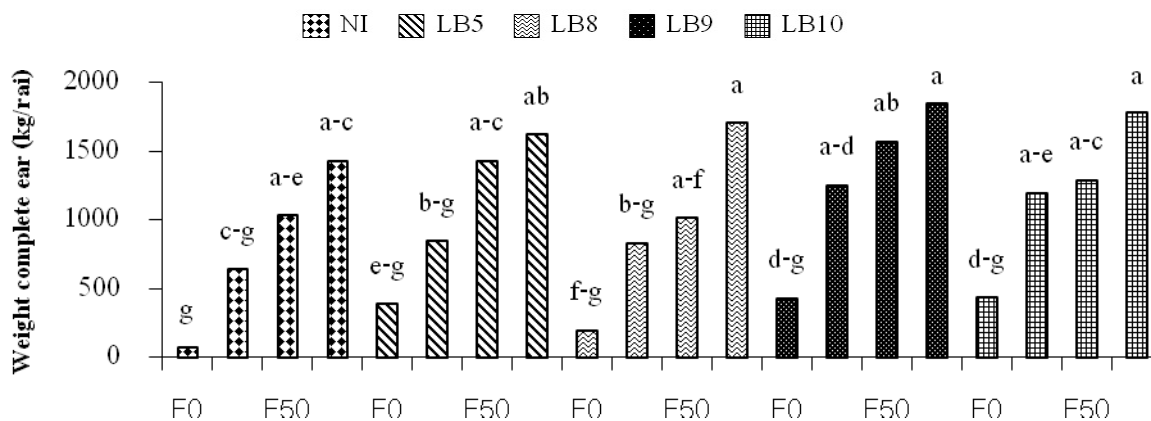 NI LB5 LB8 LB9 LB10
Weight complete ear (kg/rai)
2000
1500
1000
500
0
g c-g a-e a-c e-g b-g a-c ab f-g b-g a-f a d-g a-d ab a d-g a-e a-c a
F0 F50 F0 F50 F0 F50 F0 F50 F0 F50